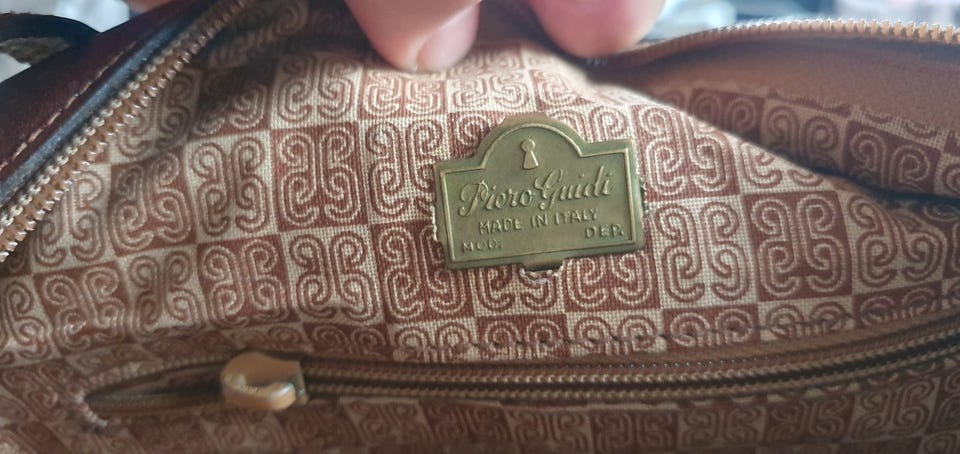 Piero Guidi
MADE IN ITALY
MOD. DEP.